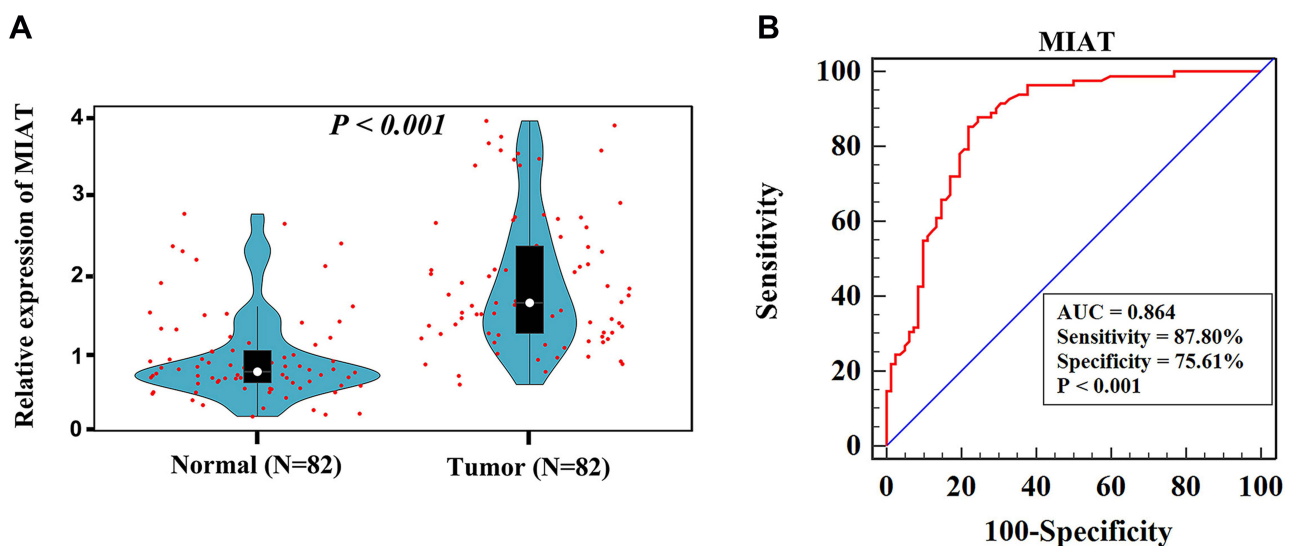 A
Relative expression of MIAT
4
3
2
1
0
P < 0.001
Normal (N=82)
Tumor (N=82)
B
MIAT
Sensitivity
100
80
60
40
20
0
AUC = 0.864
Sensitivity = 87.80%
Specificity = 75.61%
P < 0.001
0 20 40 60 80 100
100-Specificity